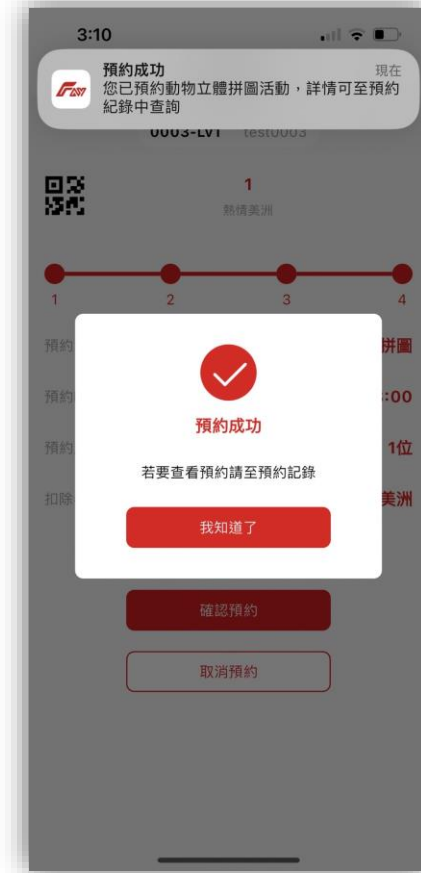 3:10
預約成功
現在
您已預約動物立體拼圖活動，詳情可至預約
紀錄中查詢
0003-LV1 test0003
1
熱情美洲
1 2 3 4
預約 拼圖
預約 :00
預約 1位
扣除 美洲
預約成功
若要查看預約請至預約記錄
我知道了
確認預約
取消預約